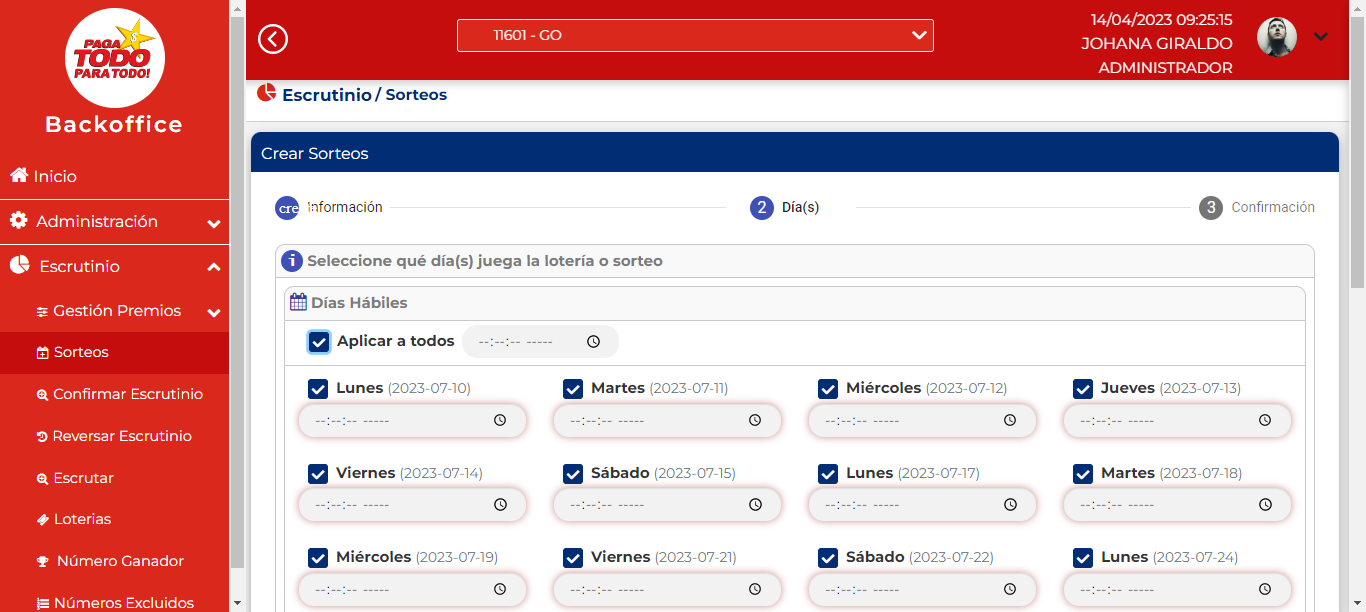 PAGA
TODO
PARA TODO!
Backoffice
Inicio
Administración
Escrutinio
Gestión Premios
Sorteos
Confirmar Escrutinio
Reversar Escrutinio
Escrutar
Loterias
Número Ganador
Números Excluidos
11601 - GO
14/04/2023 09:25:15
JOHANA GIRALDO
ADMINISTRADOR
Escrutinio / Sorteos
Crear Sorteos
cre Información
2 Día(s)
3 Confirmación
i Seleccione qué día(s) juega la lotería o sorteo
Días Hábiles
Aplicar a todos --:--:-- -----
Lunes (2023-07-10) Martes (2023-07-11) Miércoles (2023-07-12) Jueves (2023-07-13)
--:--:-- ----- --:--:-- ----- --:--:-- ----- --:--:-- -----
Viernes (2023-07-14) Sábado (2023-07-15) Lunes (2023-07-17) Martes (2023-07-18)
--:--:-- ----- --:--:-- ----- --:--:-- ----- --:--:-- -----
Miércoles (2023-07-19) Viernes (2023-07-21) Sábado (2023-07-22) Lunes (2023-07-24)
--:--:-- ----- --:--:-- ----- --:--:-- ----- --:--:-- -----